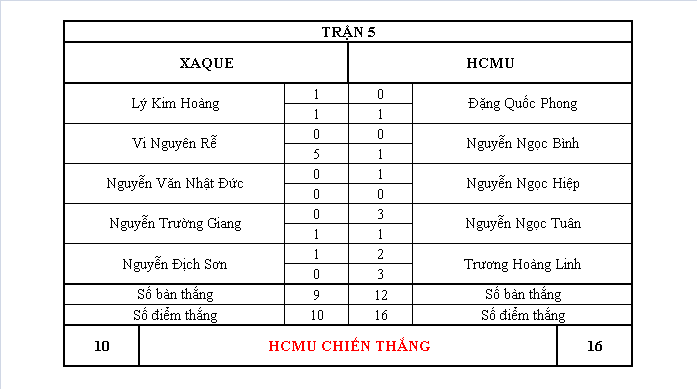 TRẬN 5
XAQUE HCMU
Lý Kim Hoàng 1 0 Đặng Quốc Phong
1 1
Vi Nguyên Rễ 0 0 Nguyễn Ngọc Bình
5 1
Nguyễn Văn Nhật Đức 0 1 Nguyễn Ngọc Hiệp
0 0
Nguyễn Trường Giang 0 3 Nguyễn Ngọc Tuân
1 1
Nguyễn Địch Sơn 1 2 Trương Hoàng Linh
0 3
Số bàn thắng 9 12 Số bàn thắng
Số điểm thắng 10 16 Số điểm thắng
10 HCMU CHIẾN THẮNG 16